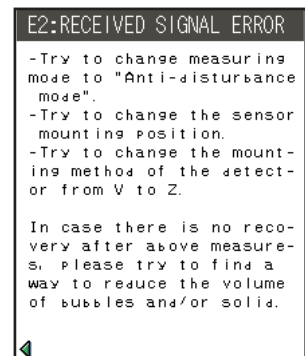 E2:RECEIVED SIGNAL ERROR
-Try to change measuring
mode to "Anti-disturbance
mode".
-Try to change the sensor
mounting position.
-Try to change the mount-
ing method of the detect-
or from V to Z.
In case there is no reco-
very after above measure-
s, please try to find a
way to reduce the volume
of bubbles and/or solid.